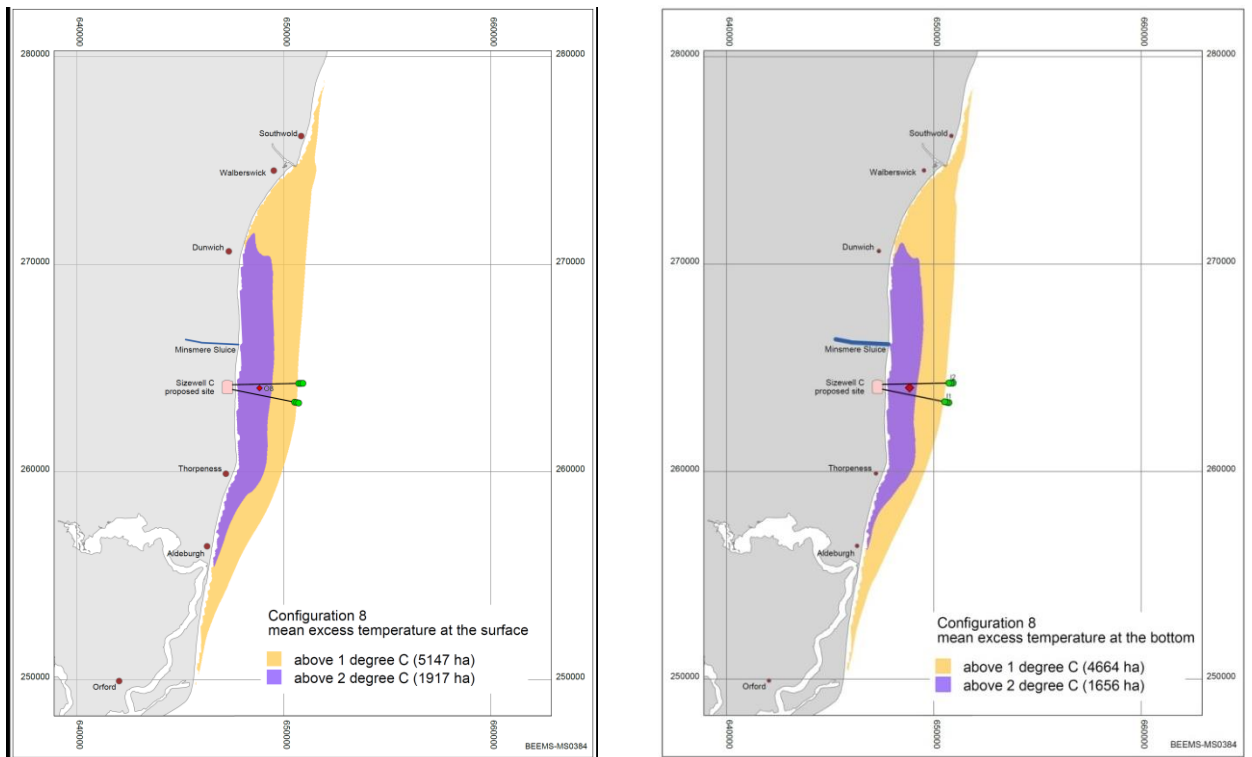 640000
650000
660000
280000
280000
Southwold
Walberswick
Dunwich
270000
270000
Minsmere Sluice
Sizewell C
proposed site
O8
260000
260000
Thorpeness
Aldeburgh
Configuration 8
mean excess temperature at the surface
above 1 degree C (5147 ha)
above 2 degree C (1917 ha)
250000
250000
Orford
640000
650000
660000
BEEMS-MS0384
640000
650000
660000
280000
280000
Southwold
Walberswick
Dunwich
270000
270000
Minsmere Sluice
Sizewell C
proposed site
I2
I1
260000
260000
Thorpeness
Aldeburgh
Configuration 8
mean excess temperature at the bottom
above 1 degree C (4664 ha)
above 2 degree C (1656 ha)
250000
250000
Orford
640000
650000
660000
BEEMS-MS0384